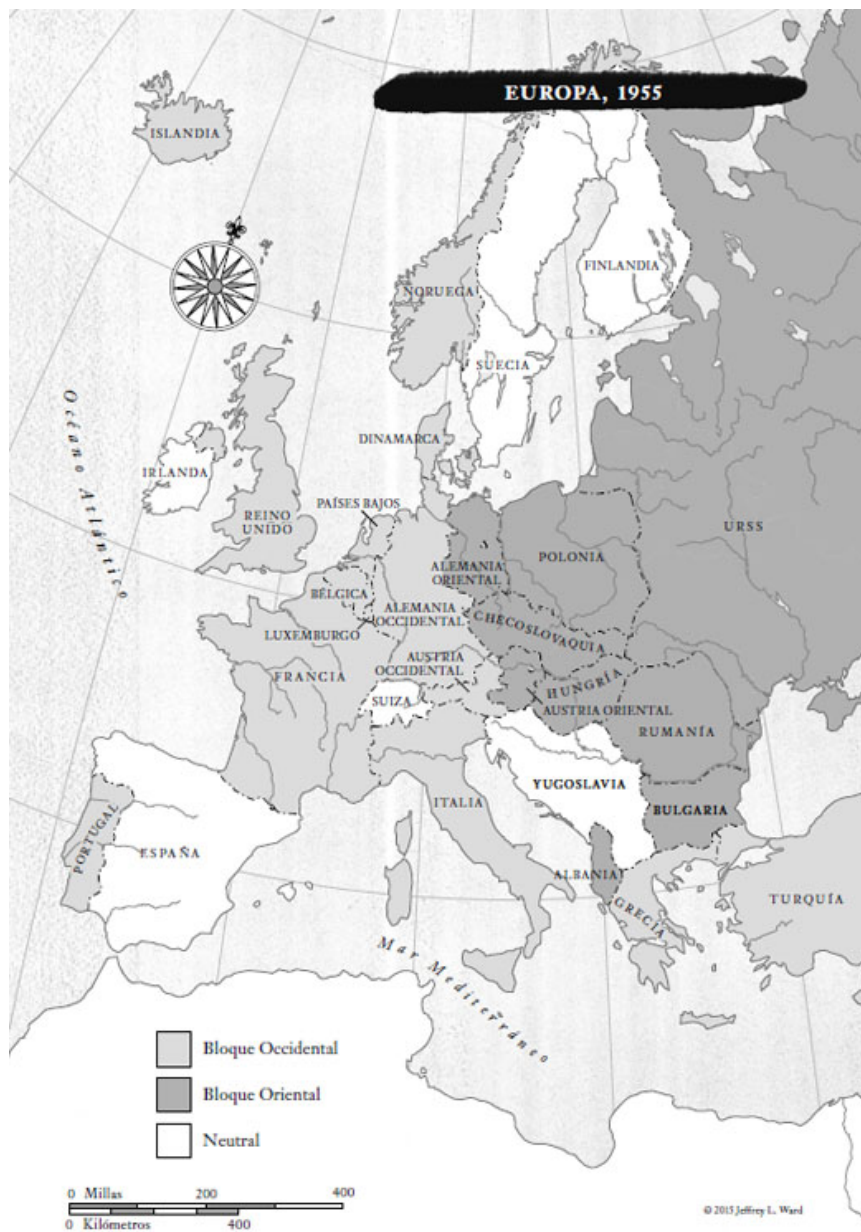 EUROPA, 1955
ISLANDIA
FINLANDIA
NORUEGA
SUECIA
Océano Atlántico
DINAMARCA
IRLANDA
PAÍSES BAJOS
REINO
UNIDO
URSS
POLONIA
ALEMANIA
ORIENTAL
BÉLGICA
ALEMANIA
OCCIDENTAL
LUXEMBURGO
CHECOSLOVAQUIA
AUSTRIA
OCCIDENTAL
FRANCIA
HUNGRÍA
SUIZA
AUSTRIA ORIENTAL
RUMANÍA
YUGOSLAVIA
ITALIA
BULGARIA
PORTUGAL
ESPAÑA
ALBANIA
GRECIA
TURQUÍA
Mar Mediterráneo
Bloque Occidental
Bloque Oriental
Neutral
0 Millas 200 400
0 Kilómetros 400
© 2015 Jeffrey L. Ward